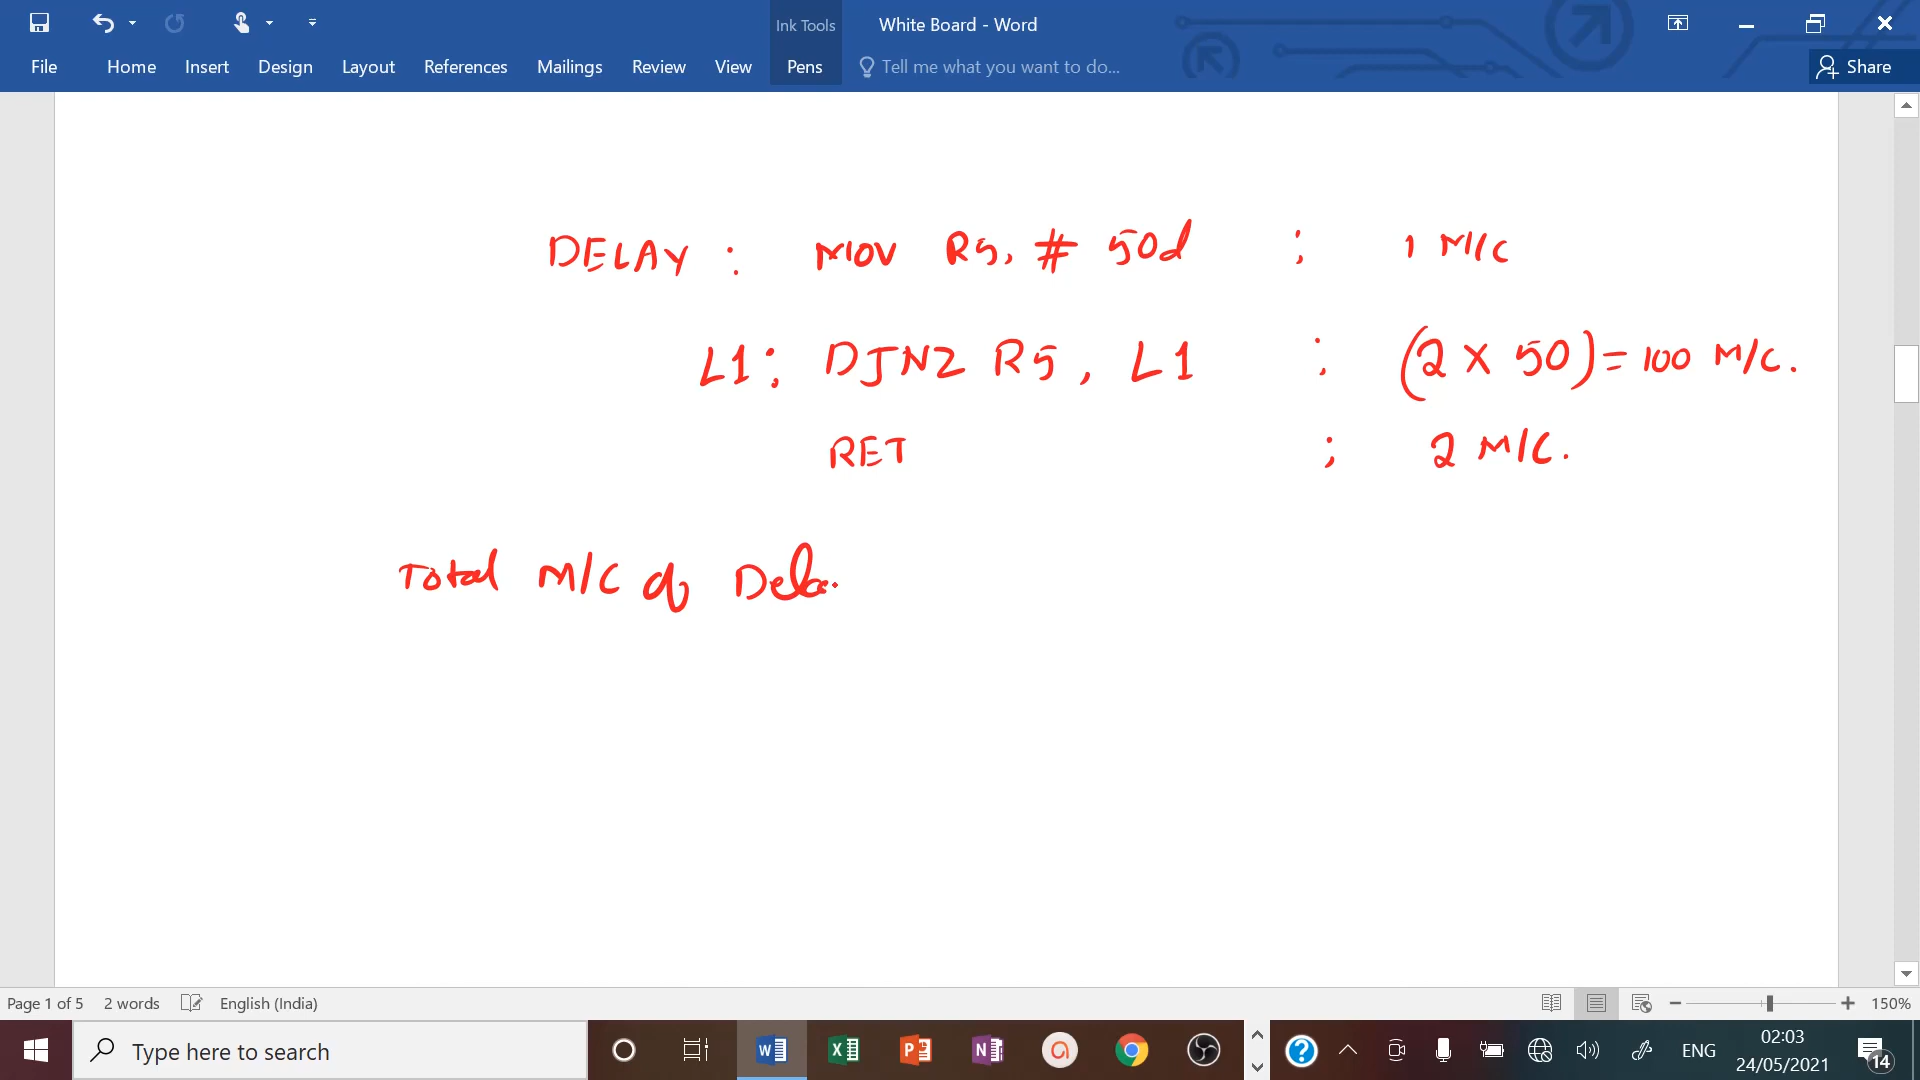 Ink Tools
White Board - Word
File Home Insert Design Layout References Mailings Review View Pens Tell me what you want to do... Share
DELAY : MOV R5, # 50d ; 1 M/C
L1: DJNZ R5, L1 ; (2 X 50) = 100 M/C.
RET ; 2 M/C.
Total M/C of Dela
Page 1 of 5 2 words English (India) 150%
Type here to search
ENG
02:03
24/05/2021
14